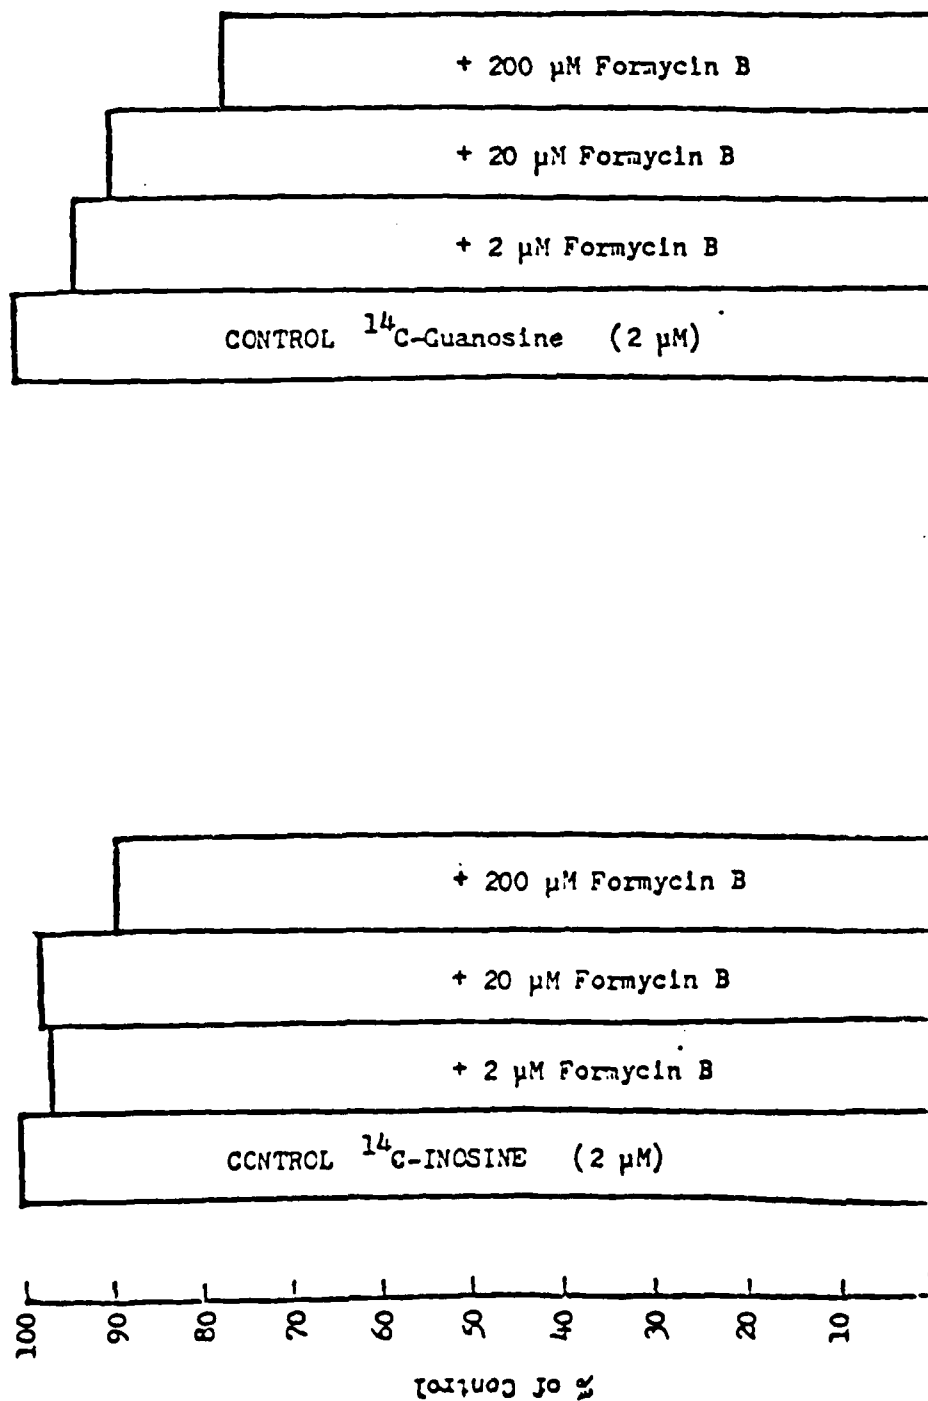 + 200 µM Formycin B
+ 20 µM Formycin B
+ 2 µM Formycin B
CONTROL ¹⁴C-Guanosine (2 µM)
+ 200 µM Formycin B
+ 20 µM Formycin B
+ 2 µM Formycin B
CONTROL ¹⁴C-INOSINE (2 µM)
100 90 80 70 60 50 40 30 20 10
% of Control